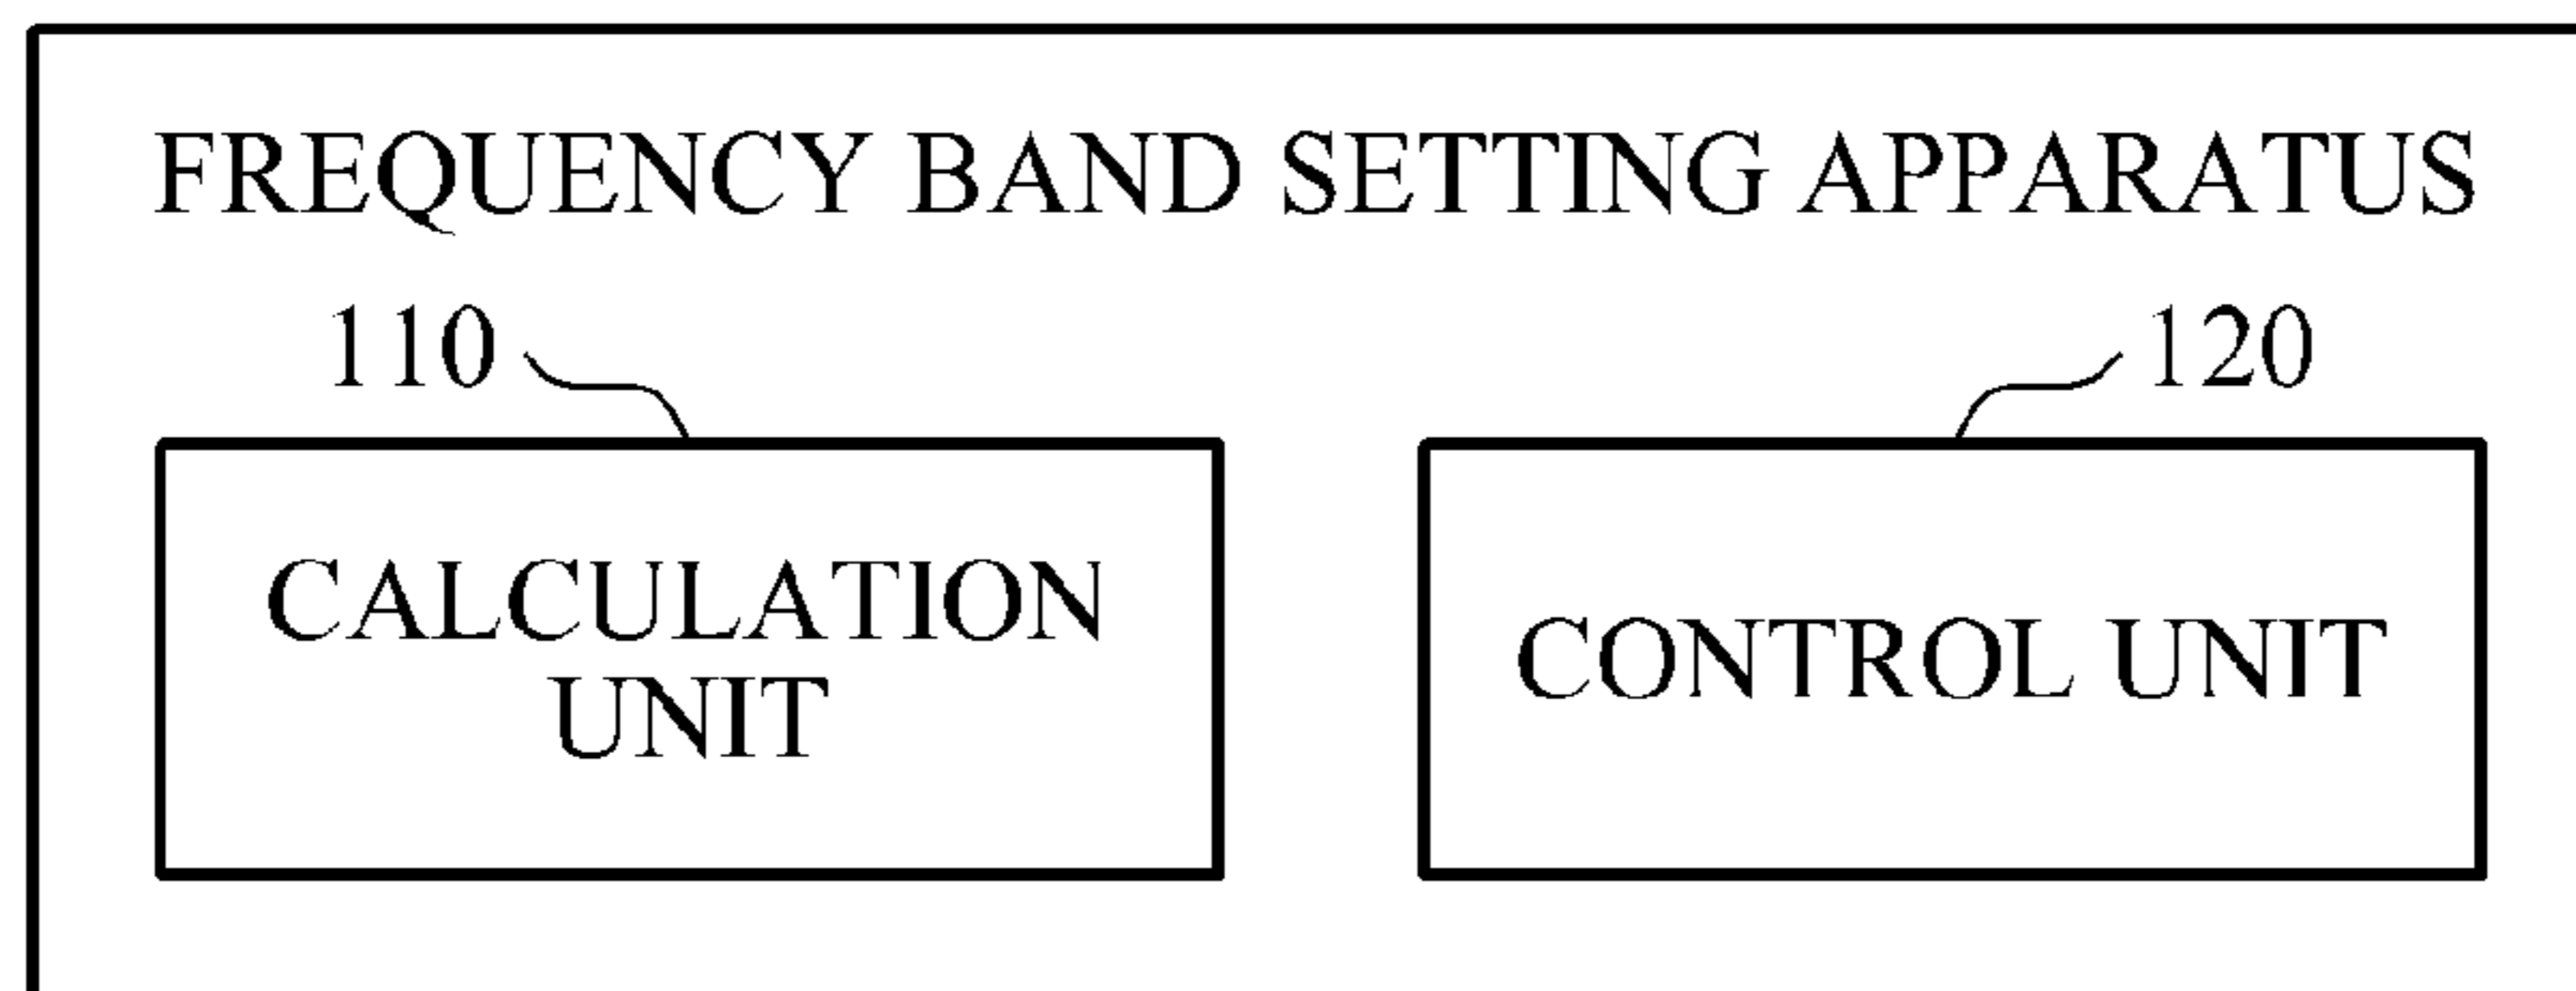 FREQUENCY BAND SETTING APPARATUS
110
120
CALCULATION
UNIT
CONTROL UNIT